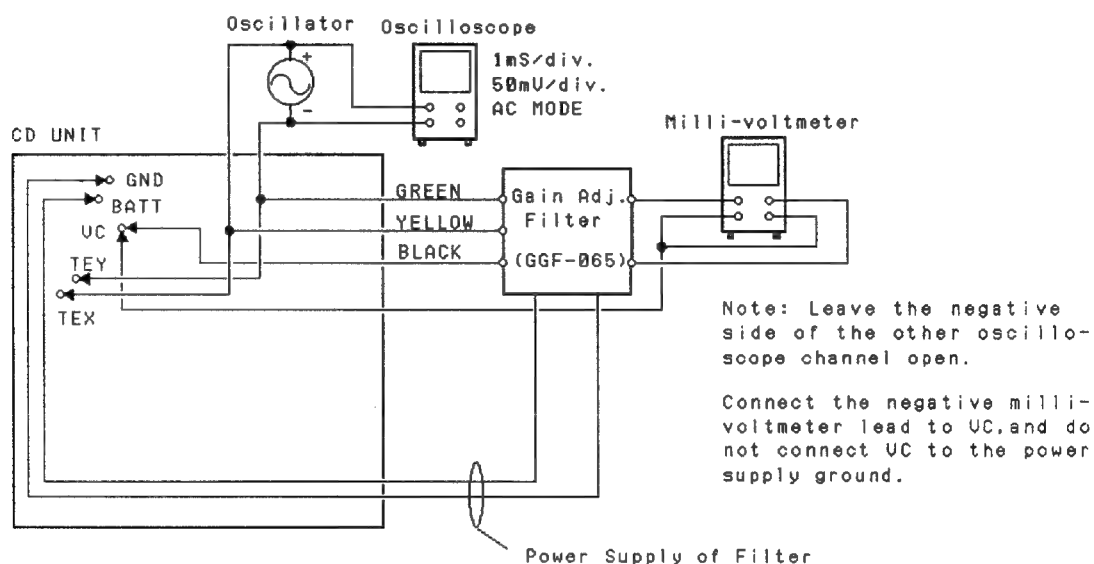 Oscillator
Oscilloscope
1mS/div.
50mV/div.
AC MODE
+
-
Milli-voltmeter
CD UNIT
GND
BATT
VC
TEY
TEX
GREEN
YELLOW
BLACK
Gain Adj.
Filter
(GGF-065)
Note: Leave the negative
side of the other oscillo-
scope channel open.
Connect the negative milli-
voltmeter lead to VC,and do
not connect VC to the power
supply ground.
Power Supply of Filter